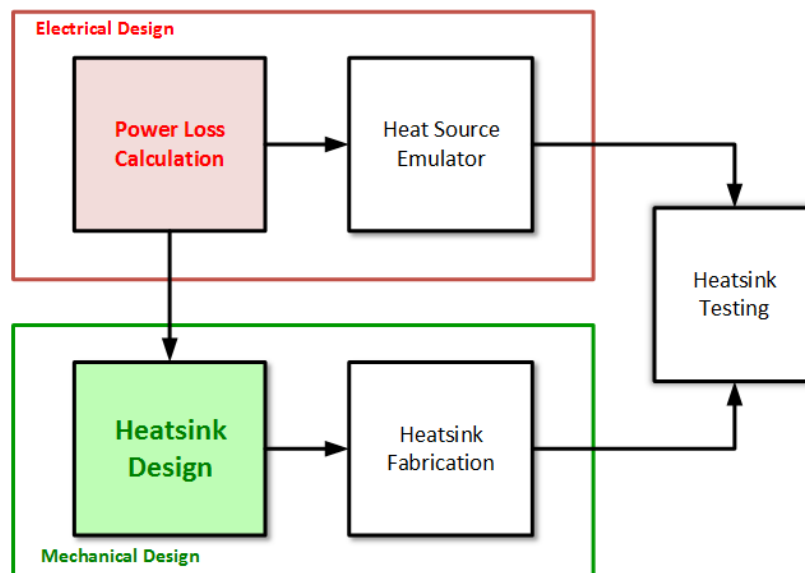 Electrical Design
Power Loss
Calculation
Heat Source
Emulator
Heatsink
Testing
Heatsink
Design
Heatsink
Fabrication
Mechanical Design